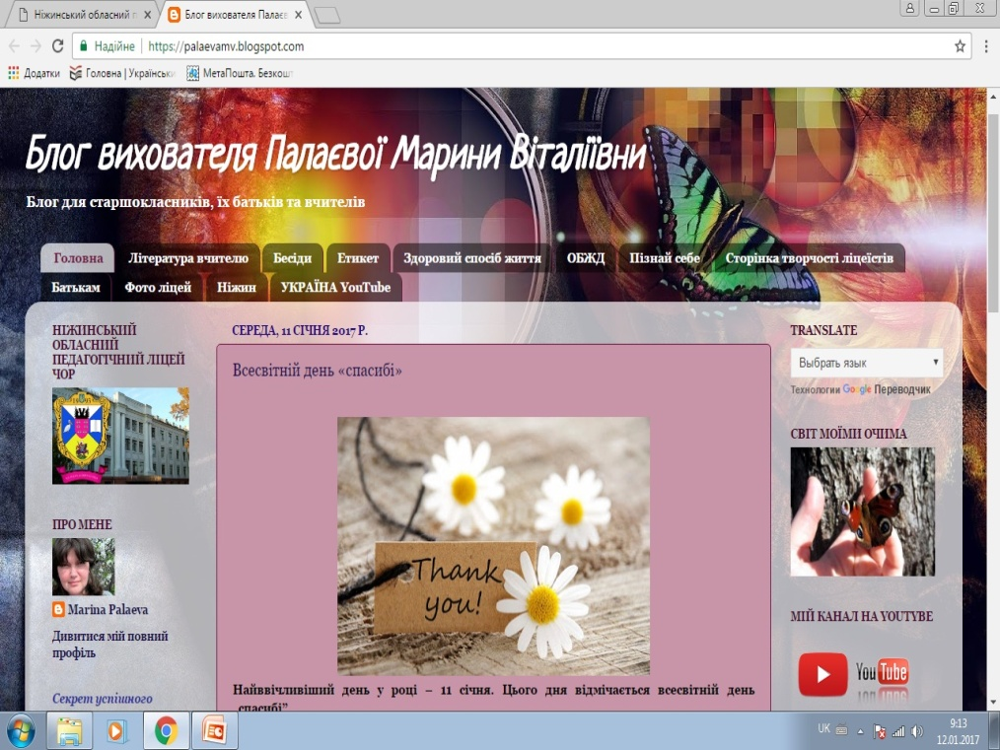 Ніжинський обласний п
Блог вихователя Палаєв
Надійне
https://palaevamv.blogspot.com
Додатки
Головна | Українськ
МетаПошта. Безкошт
Блог вихователя Палаєвої Марини Віталіївни
Блог для старшокласників, їх батьків та вчителів
Головна Література вчителю Бесіди Етикет Здоровий спосіб життя ОБЖД Пізнай себе Сторінка творчості ліцеїстів
Батькам Фото ліцей Ніжин УКРАЇНА YouTube
НІЖИНСЬКИЙ
ОБЛАСНИЙ
ПЕДАГОГІЧНИЙ ЛІЦЕЙ
ЧОР
ПРО МЕНЕ
Marina Palaeva
Дивитися мій повний
профіль
Секрет успішного
СЕРЕДА, 11 СІЧНЯ 2017 Р.
Всесвітній день «спасибі»
Thank
you!
Найввічливіший день у році – 11 січня. Цього дня відмічається всесвітній день
„спасибі”
TRANSLATE
Выбрать язык
Технологии Google Переводчик
СВІТ МОЇМИ ОЧИМА
МІЙ КАНАЛ НА YOUTYBE
YouTube
UK
9:13
12.01.2017